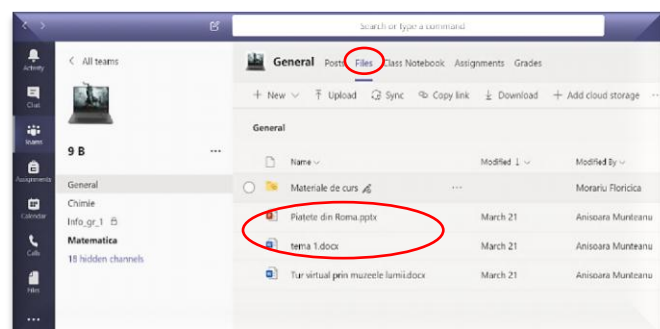 Search or type a command
Activity
Chat
Teams
Assignments
Calendar
Calls
Files
All teams
9 B
General
Chimie
Info_gr_1
Matematica
18 hidden channels
General Posts Files Class Notebook Assignments Grades
+ New Upload Sync Copy link Download + Add cloud storage ...
General
Name Modified ↓ Modified By
Materiale de curs ... Morariu Floricica
Piatete din Roma.pptx March 21 Anisoara Munteanu
tema 1.docx March 21 Anisoara Munteanu
Tur virtual prin muzeele lumii.docx March 21 Anisoara Munteanu